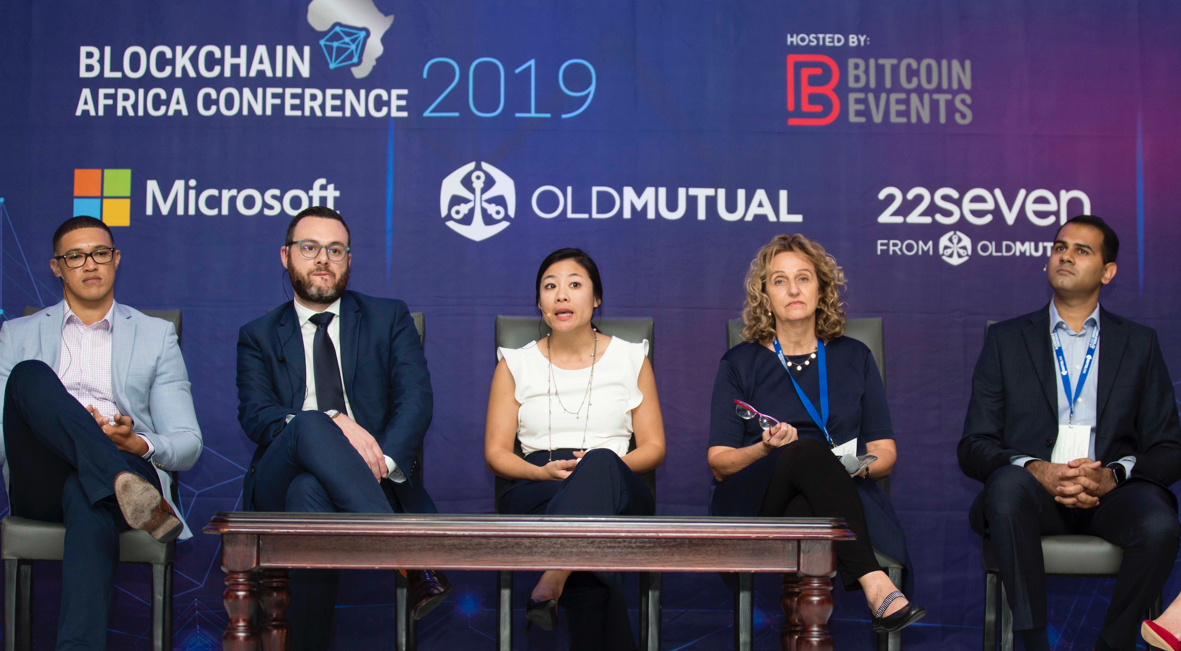 BLOCKCHAIN
AFRICA CONFERENCE 2019
HOSTED BY:
BITCOIN
EVENTS
Microsoft
OLDMUTUAL
22seven
FROM OLDMUT